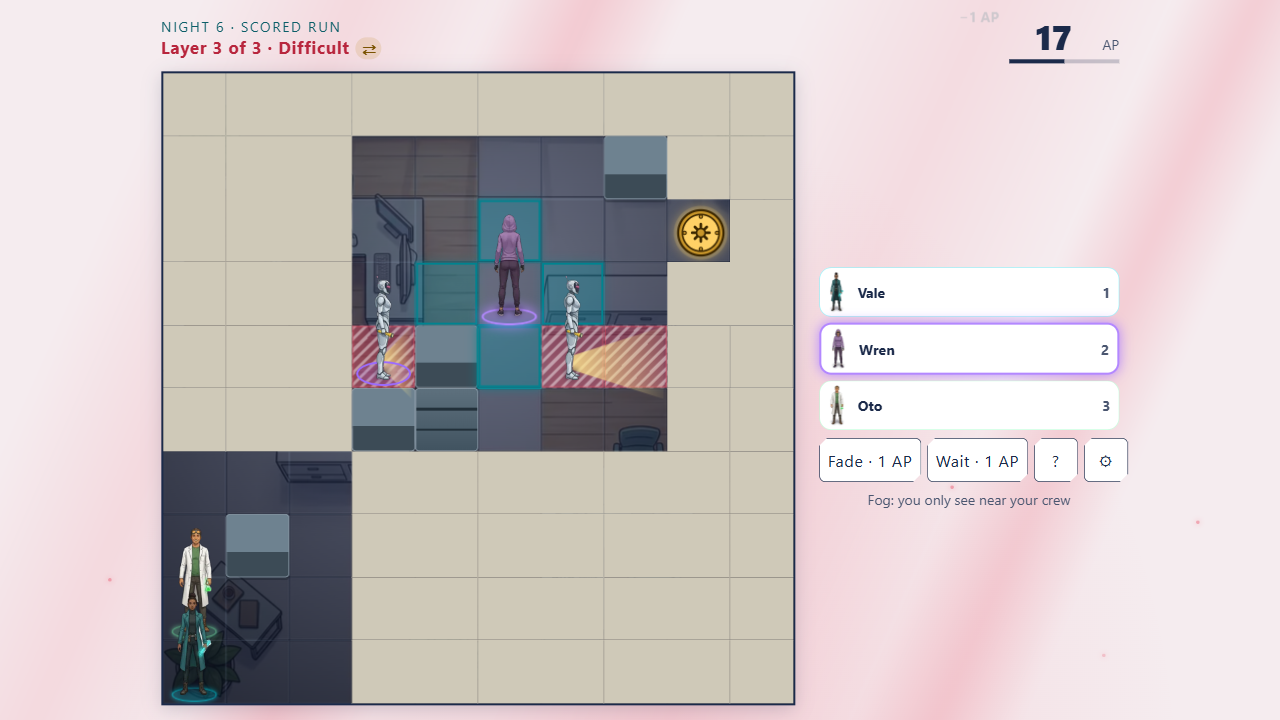 NIGHT 6 · SCORED RUN
Layer 3 of 3 · Difficult ⇄
−1 AP
17 AP
Vale 1
Wren 2
Oto 3
Fade · 1 AP
Wait · 1 AP
?
Fog: you only see near your crew